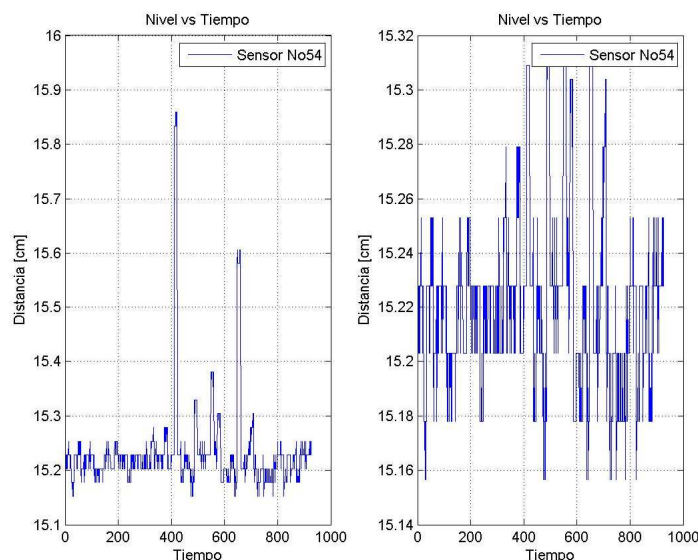 Nivel vs Tiempo
16
15.9
15.8
15.7
15.6
15.5
15.4
15.3
15.2
15.1
0 200 400 600 800 1000
Distancia [cm]
Tiempo
Sensor No54
Nivel vs Tiempo
15.32
15.3
15.28
15.26
15.24
15.22
15.2
15.18
15.16
15.14
0 200 400 600 800 1000
Distancia [cm]
Tiempo
Sensor No54